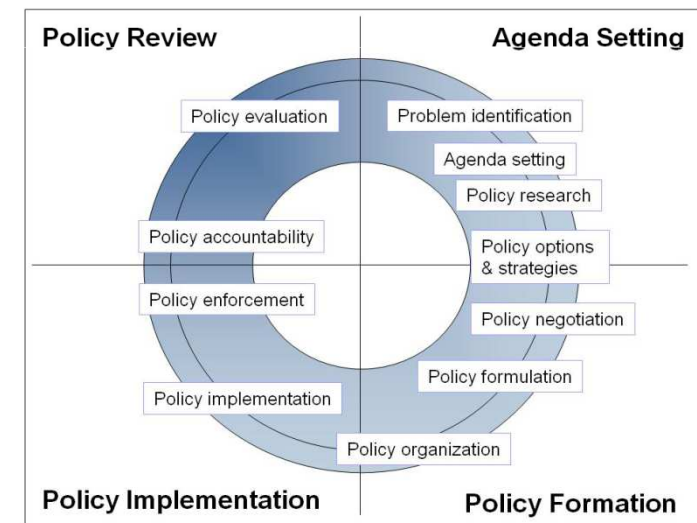 Policy Review
Agenda Setting
Policy evaluation
Problem identification
Agenda setting
Policy research
Policy accountability
Policy options
& strategies
Policy enforcement
Policy negotiation
Policy formulation
Policy implementation
Policy organization
Policy Implementation
Policy Formation